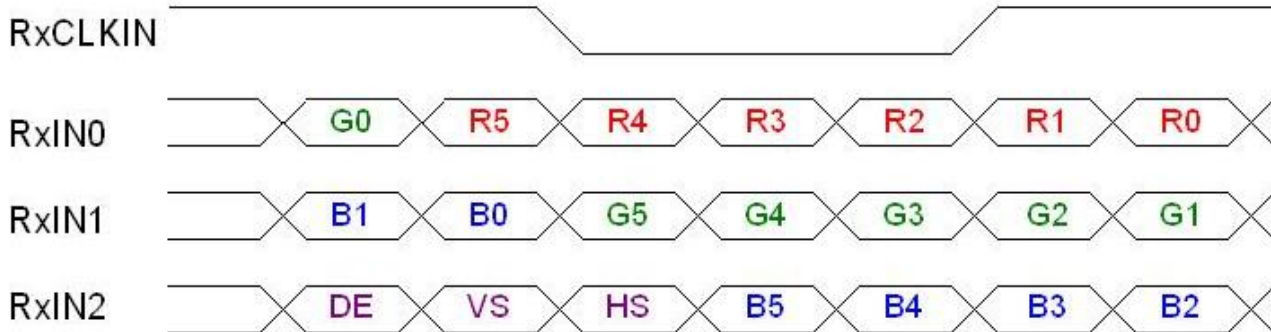 RxCLKIN
RxIN0 G0 R5 R4 R3 R2 R1 R0
RxIN1 B1 B0 G5 G4 G3 G2 G1
RxIN2 DE VS HS B5 B4 B3 B2